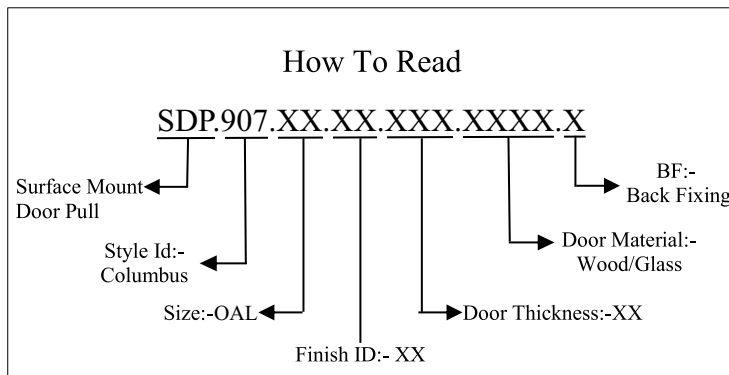 How To Read
SDP.907.XX.XX.XXX.XXXX.X
Surface Mount
Door Pull
BF:-
Back Fixing
Style Id:-
Columbus
Door Material:-
Wood/Glass
Size:-OAL
Door Thickness:-XX
Finish ID:- XX